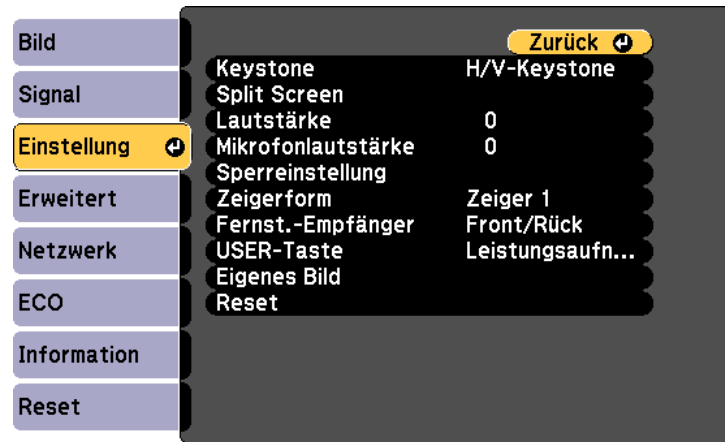 Bild
Signal
Einstellung
Erweitert
Netzwerk
ECO
Information
Reset
Zurück
Keystone H/V-Keystone
Split Screen
Lautstärke 0
Mikrofonlautstärke 0
Sperreinstellung
Zeigerform Zeiger 1
Fernst.-Empfänger Front/Rück
USER-Taste Leistungsaufn...
Eigenes Bild
Reset